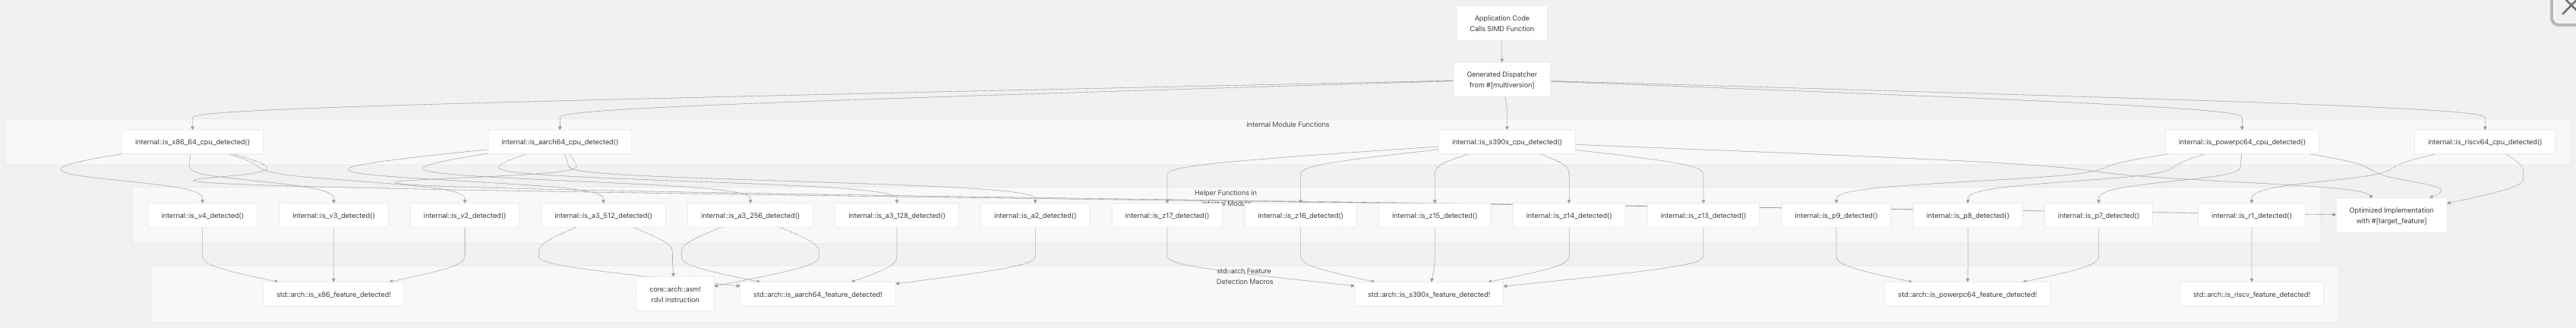 Application Code
Calls SIMD Function
Generated Dispatcher
from #[multiversion]
internal Module Functions
internal::is_x86_64_cpu_detected()
internal::is_aarch64_cpu_detected()
internal::is_s390x_cpu_detected()
internal::is_powerpc64_cpu_detected()
internal::is_riscv64_cpu_detected()
Helper Functions in
internal Module
internal::is_v4_detected()
internal::is_v3_detected()
internal::is_v2_detected()
internal::is_a3_512_detected()
internal::is_a3_256_detected()
internal::is_a3_128_detected()
internal::is_a2_detected()
internal::is_z17_detected()
internal::is_z16_detected()
internal::is_z15_detected()
internal::is_z14_detected()
internal::is_z13_detected()
internal::is_p9_detected()
internal::is_p8_detected()
internal::is_p7_detected()
internal::is_r1_detected()
Optimized Implementation
with #[target_feature]
std::arch Feature
Detection Macros
std::arch::is_x86_feature_detected!
core::arch::asm!
rdvl instruction
std::arch::is_aarch64_feature_detected!
std::arch::is_s390x_feature_detected!
std::arch::is_powerpc64_feature_detected!
std::arch::is_riscv_feature_detected!